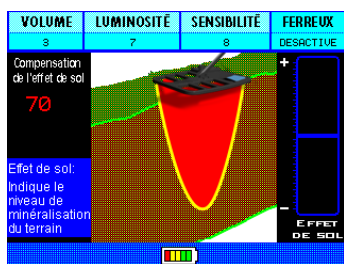 VOLUME LUMINOSITÉ SENSIBILITÉ FERREUX
3 7 8 DESACTIVE
Compensation
de l'effet de sol
70
+
Effet de sol:
Indique le
niveau de
minéralisation
du terrain
−
EFFET
DE SOL